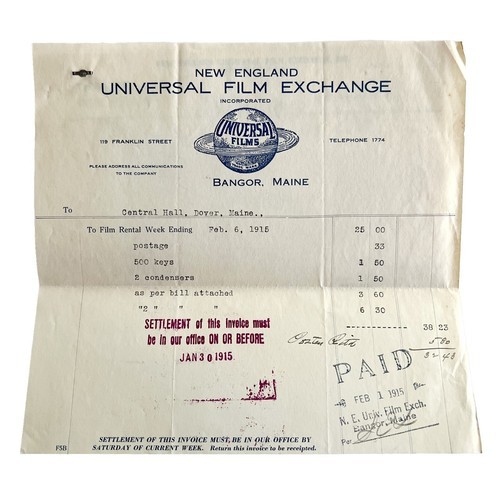 NEW ENGLAND
UNIVERSAL FILM EXCHANGE
INCORPORATED
119 FRANKLIN STREET
TELEPHONE 1774
UNIVERSAL
FILMS
PLEASE ADDRESS ALL COMMUNICATIONS
TO THE COMPANY
BANGOR, MAINE
To Central Hall, Dover, Maine.,
To Film Rental Week Ending Feb. 6, 1915 25 00
postage 33
500 keys 1 50
2 condensers 1 50
as per bill attached 3 60
"2 " " " 6 30
38 23
5 80
32 43
SETTLEMENT of this invoice must
be in our office ON OR BEFORE
JAN 30 1915
PAID
FEB 1 1915
N. E. Univ. Film Exch.
Bangor, Maine
Per
SETTLEMENT OF THIS INVOICE MUST, BE IN OUR OFFICE BY
SATURDAY OF CURRENT WEEK. Return this invoice to be receipted.
F5B